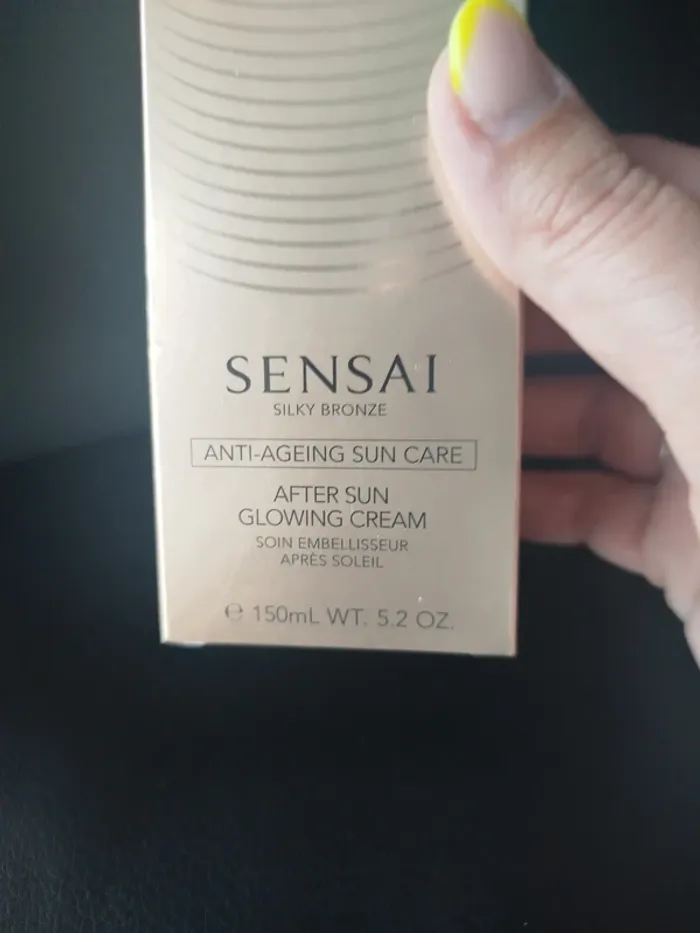 SENSAI
SILKY BRONZE
ANTI-AGEING SUN CARE
AFTER SUN
GLOWING CREAM
SOIN EMBELLISSEUR
APRÈS SOLEIL
℮ 150mL WT. 5.2 OZ.